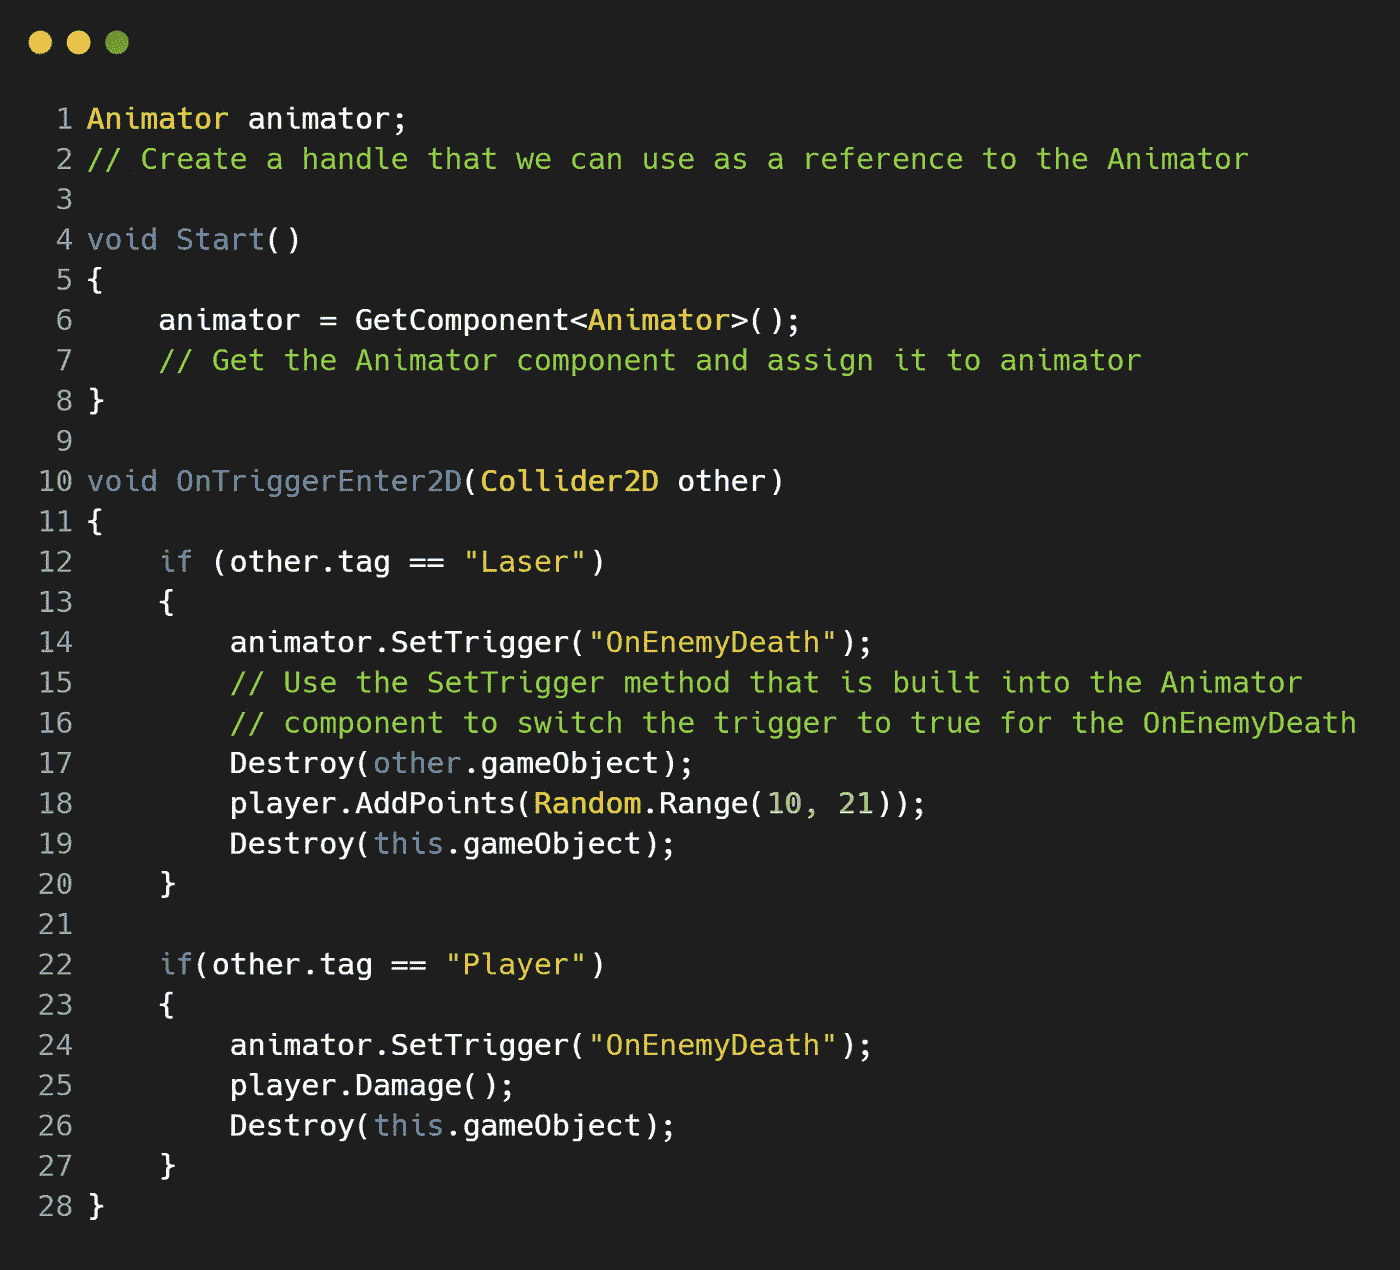 1 Animator animator;
2 // Create a handle that we can use as a reference to the Animator
3
4 void Start()
5 {
6     animator = GetComponent<Animator>();
7     // Get the Animator component and assign it to animator
8 }
9
10 void OnTriggerEnter2D(Collider2D other)
11 {
12     if (other.tag == "Laser")
13     {
14         animator.SetTrigger("OnEnemyDeath");
15         // Use the SetTrigger method that is built into the Animator
16         // component to switch the trigger to true for the OnEnemyDeath
17         Destroy(other.gameObject);
18         player.AddPoints(Random.Range(10, 21));
19         Destroy(this.gameObject);
20     }
21
22     if(other.tag == "Player")
23     {
24         animator.SetTrigger("OnEnemyDeath");
25         player.Damage();
26         Destroy(this.gameObject);
27     }
28 }